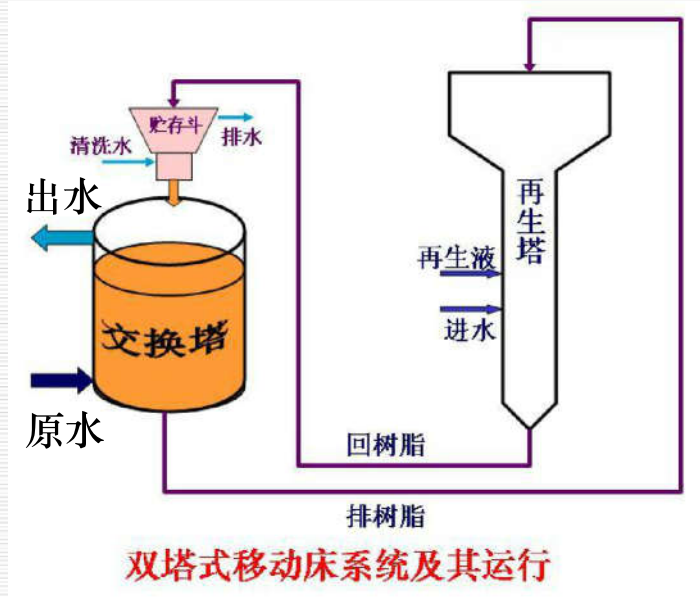 贮存斗
排水
清洗水
出水
再生塔
再生液
进水
交换塔
原水
回树脂
排树脂
双塔式移动床系统及其运行